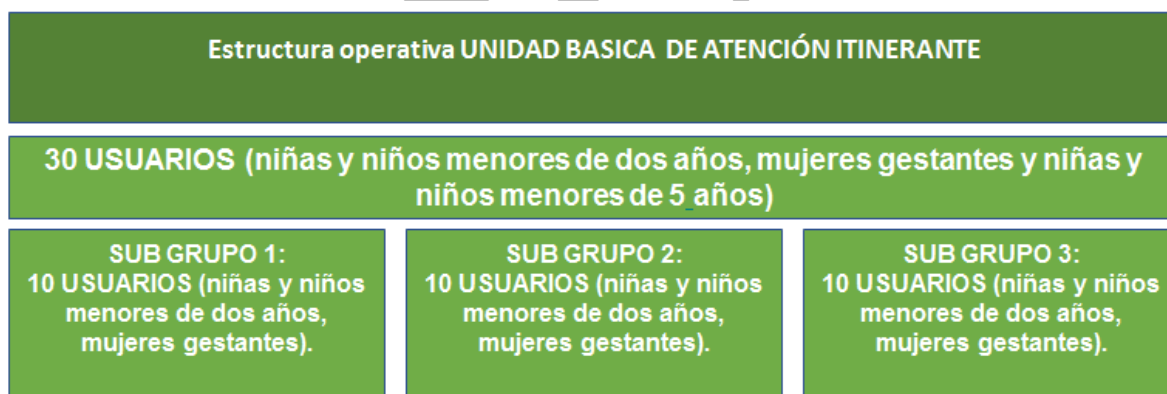 Estructura operativa UNIDAD BASICA DE ATENCIÓN ITINERANTE
30 USUARIOS (niñas y niños menores de dos años, mujeres gestantes y niñas y
niños menores de 5 años)
SUB GRUPO 1:
10 USUARIOS (niñas y niños
menores de dos años,
mujeres gestantes).
SUB GRUPO 2:
10 USUARIOS (niñas y niños
menores de dos años,
mujeres gestantes).
SUB GRUPO 3:
10 USUARIOS (niñas y niños
menores de dos años,
mujeres gestantes).